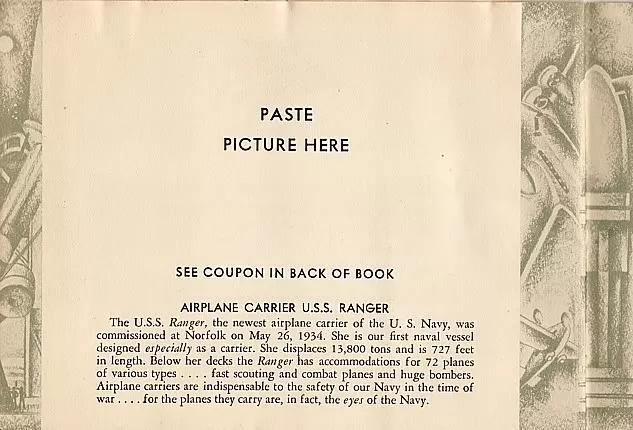 PASTE
PICTURE HERE
SEE COUPON IN BACK OF BOOK
AIRPLANE CARRIER U.S.S. RANGER
The U.S.S. Ranger, the newest airplane carrier of the U. S. Navy, was
commissioned at Norfolk on May 26, 1934. She is our first naval vessel
designed especially as a carrier. She displaces 13,800 tons and is 727 feet
in length. Below her decks the Ranger has accommodations for 72 planes
of various types . . . . fast scouting and combat planes and huge bombers.
Airplane carriers are indispensable to the safety of our Navy in the time of
war . . . . for the planes they carry are, in fact, the eyes of the Navy.